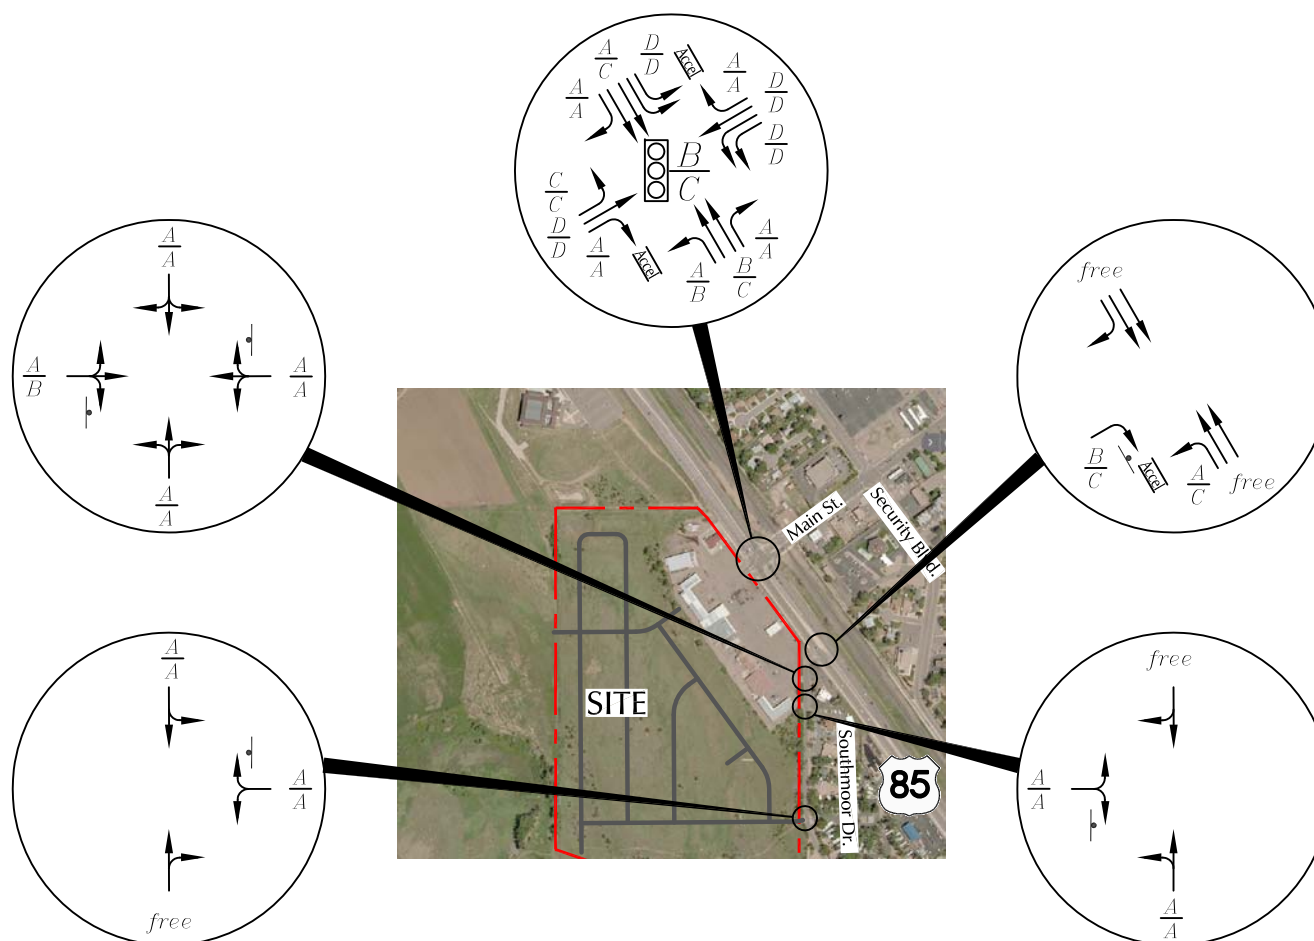 A/C
D/D
Accel
A/A
A/A
D/D
D/D
B/C
C/C
D/D
A/A
Accel
A/B
B/C
A/A
A/A
A/B
A/A
A/A
free
B/C
Accel
A/C
free
Main St.
Security Blvd.
SITE
Southmoor Dr.
85
A/A
A/A
free
free
A/A
A/A